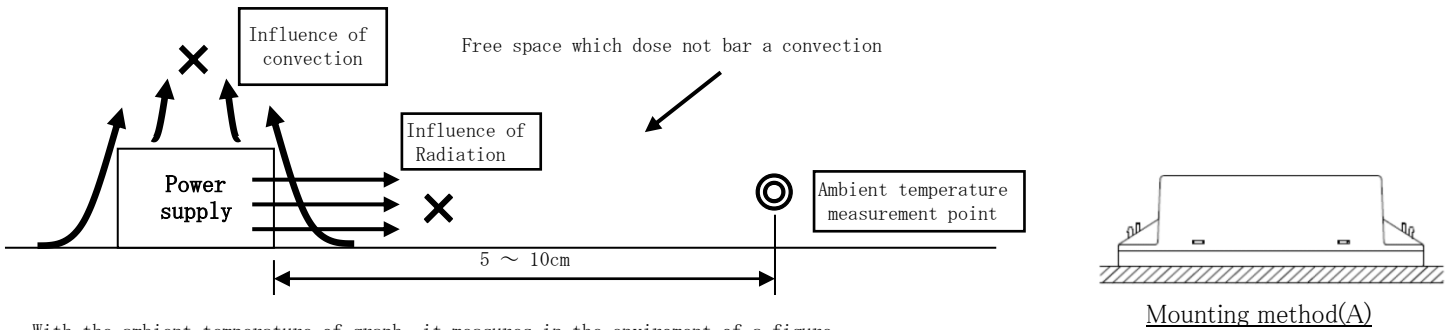 Influence of
convection
Free space which dose not bar a convection
Influence of
Radiation
Power
supply
Ambient temperature
measurement point
5 ～ 10cm
Mounting method(A)
With the ambient temperature of graph, it measures in the enviroment of a figure